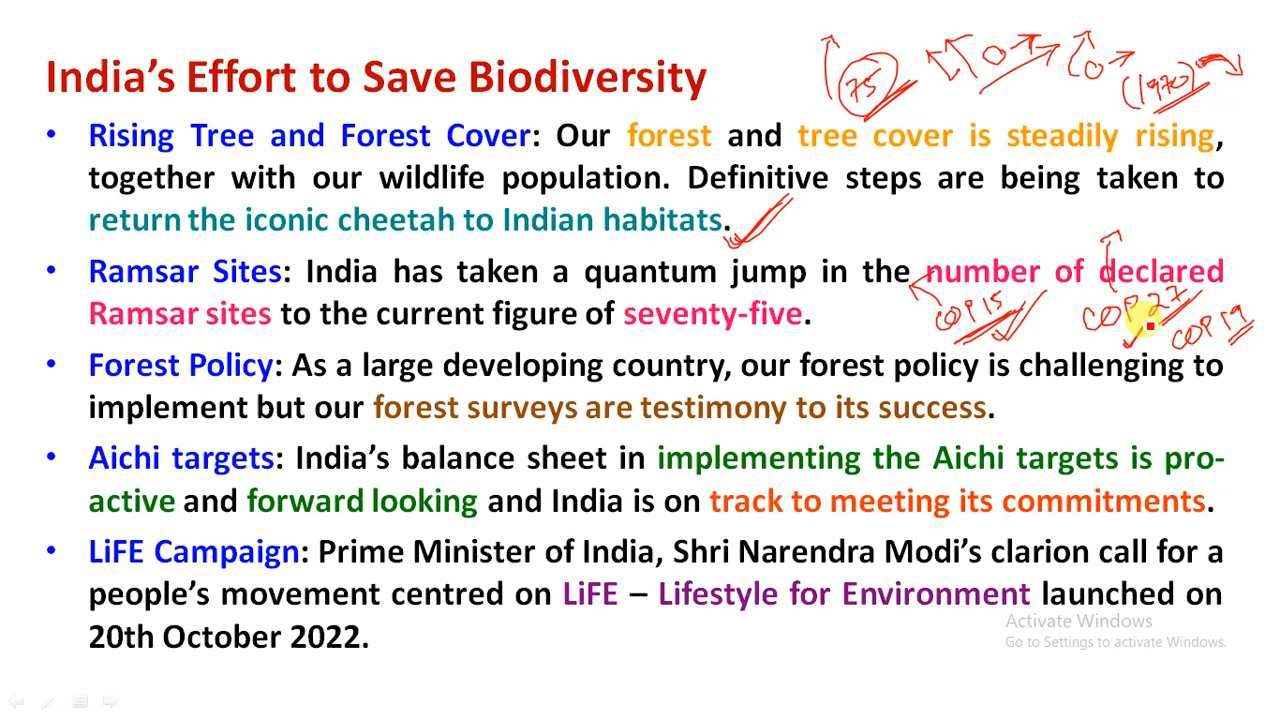 India's Effort to Save Biodiversity
75
(1970)
• Rising Tree and Forest Cover: Our forest and tree cover is steadily rising,
together with our wildlife population. Definitive steps are being taken to
return the iconic cheetah to Indian habitats.
• Ramsar Sites: India has taken a quantum jump in the number of declared
Ramsar sites to the current figure of seventy-five.
COP 15
COP 27
COP 19
• Forest Policy: As a large developing country, our forest policy is challenging to
implement but our forest surveys are testimony to its success.
• Aichi targets: India's balance sheet in implementing the Aichi targets is pro-
active and forward looking and India is on track to meeting its commitments.
• LiFE Campaign: Prime Minister of India, Shri Narendra Modi's clarion call for a
people's movement centred on LiFE – Lifestyle for Environment launched on
20th October 2022.
Activate Windows
Go to Settings to activate Windows.